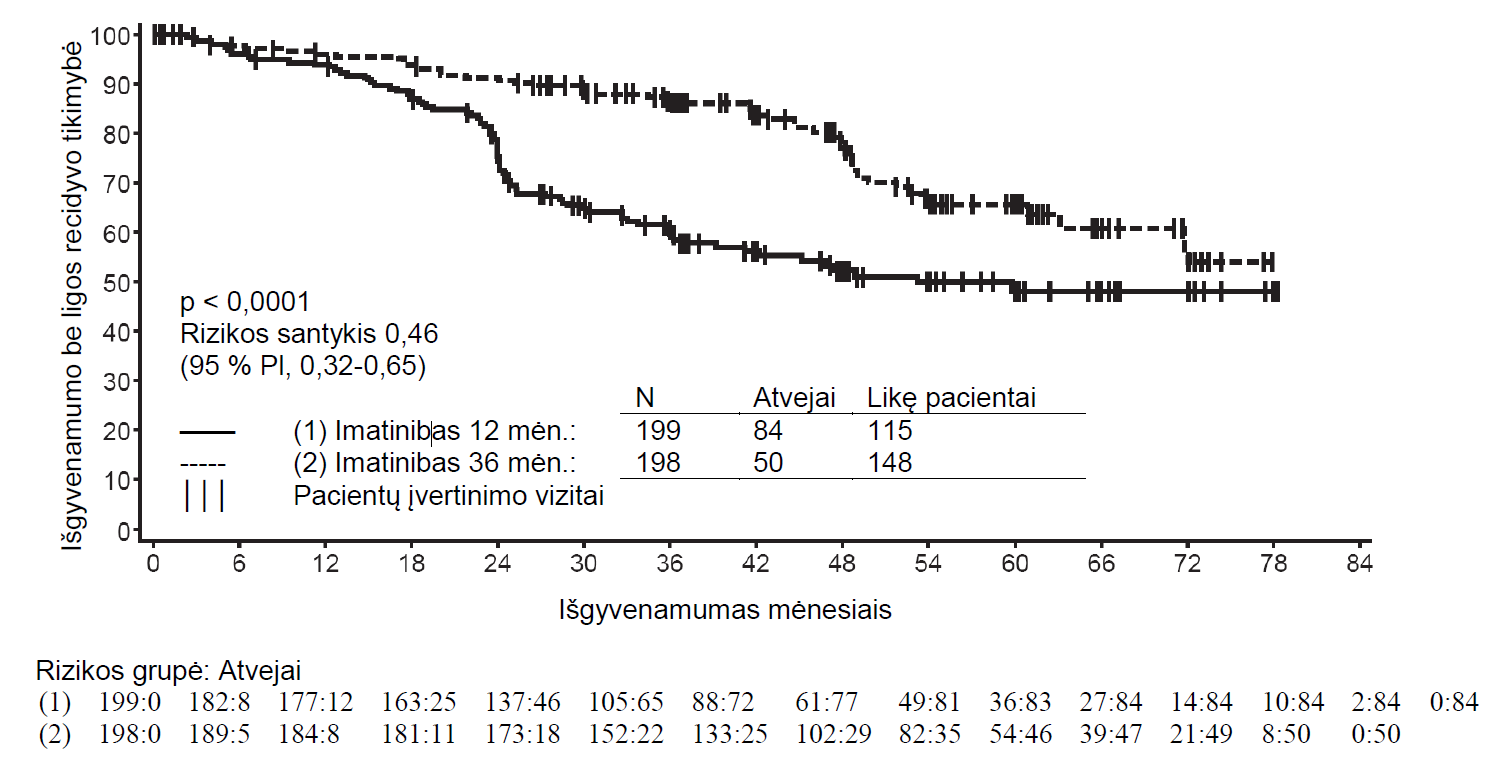 Išgyvenamumo be ligos recidyvo tikimybė
100
90
80
70
60
50
40
30
20
10
0
p < 0,0001
Rizikos santykis 0,46
(95 % PI, 0,32-0,65)
N Atvejai Likę pacientai
(1) Imatinibas 12 mėn.: 199 84 115
----- (2) Imatinibas 36 mėn.: 198 50 148
| | | Pacientų įvertinimo vizitai
0 6 12 18 24 30 36 42 48 54 60 66 72 78 84
Išgyvenamumas mėnesiais
Rizikos grupė: Atvejai
(1) 199:0 182:8 177:12 163:25 137:46 105:65 88:72 61:77 49:81 36:83 27:84 14:84 10:84 2:84 0:84
(2) 198:0 189:5 184:8 181:11 173:18 152:22 133:25 102:29 82:35 54:46 39:47 21:49 8:50 0:50